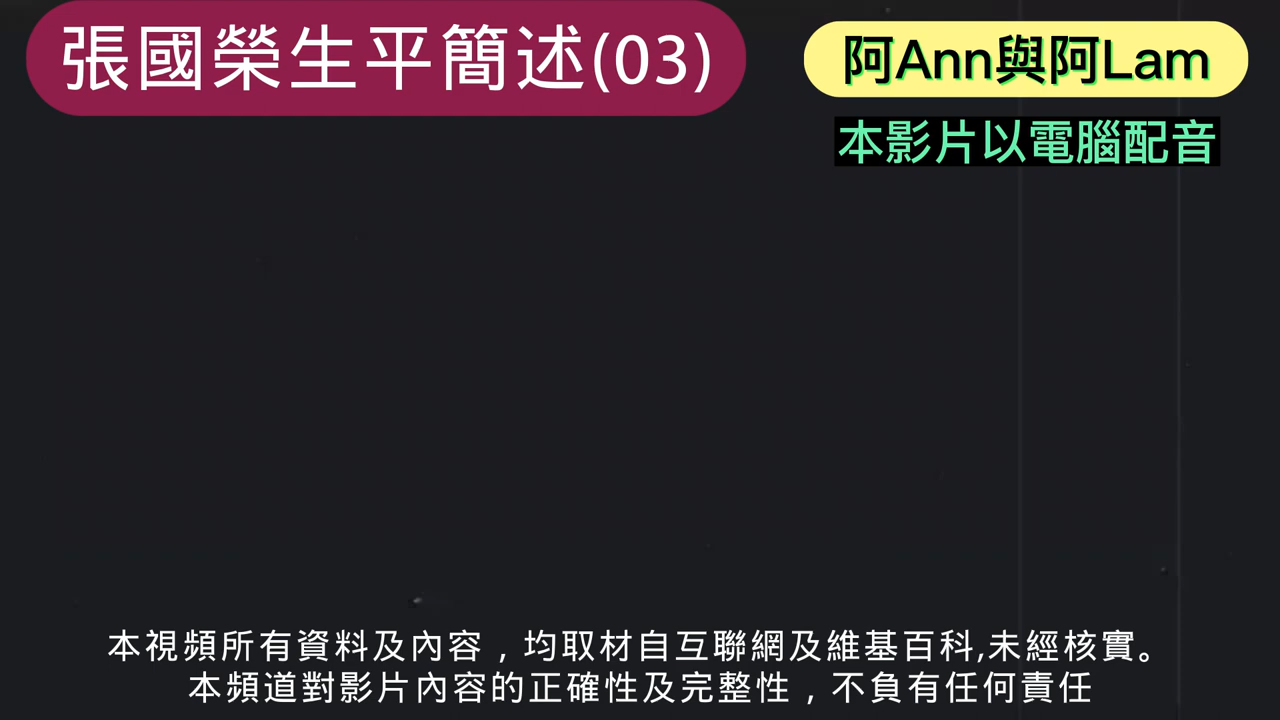 張國榮生平簡述(03)
阿Ann與阿Lam
本影片以電腦配音
本視頻所有資料及內容，均取材自互聯網及維基百科,未經核實。
本頻道對影片內容的正確性及完整性，不負有任何責任